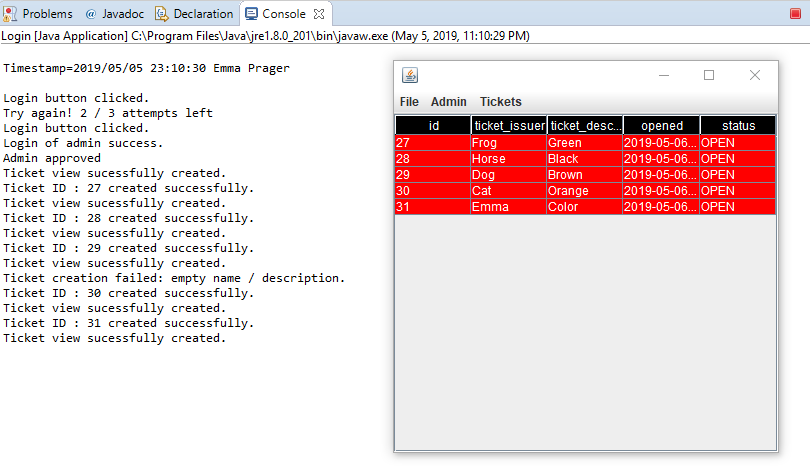 Problems @ Javadoc Declaration Console
Login [Java Application] C:\Program Files\Java\jre1.8.0_201\bin\javaw.exe (May 5, 2019, 11:10:29 PM)
Timestamp=2019/05/05 23:10:30 Emma Prager
Login button clicked.
Try again! 2 / 3 attempts left
Login button clicked.
Login of admin success.
Admin approved
Ticket view sucessfully created.
Ticket ID : 27 created successfully.
Ticket view sucessfully created.
Ticket ID : 28 created successfully.
Ticket view sucessfully created.
Ticket ID : 29 created successfully.
Ticket view sucessfully created.
Ticket creation failed: empty name / description.
Ticket ID : 30 created successfully.
Ticket view sucessfully created.
Ticket ID : 31 created successfully.
Ticket view sucessfully created.
File Admin Tickets
id ticket_issuer ticket_desc... opened status
27 Frog Green 2019-05-06... OPEN
28 Horse Black 2019-05-06... OPEN
29 Dog Brown 2019-05-06... OPEN
30 Cat Orange 2019-05-06... OPEN
31 Emma Color 2019-05-06... OPEN